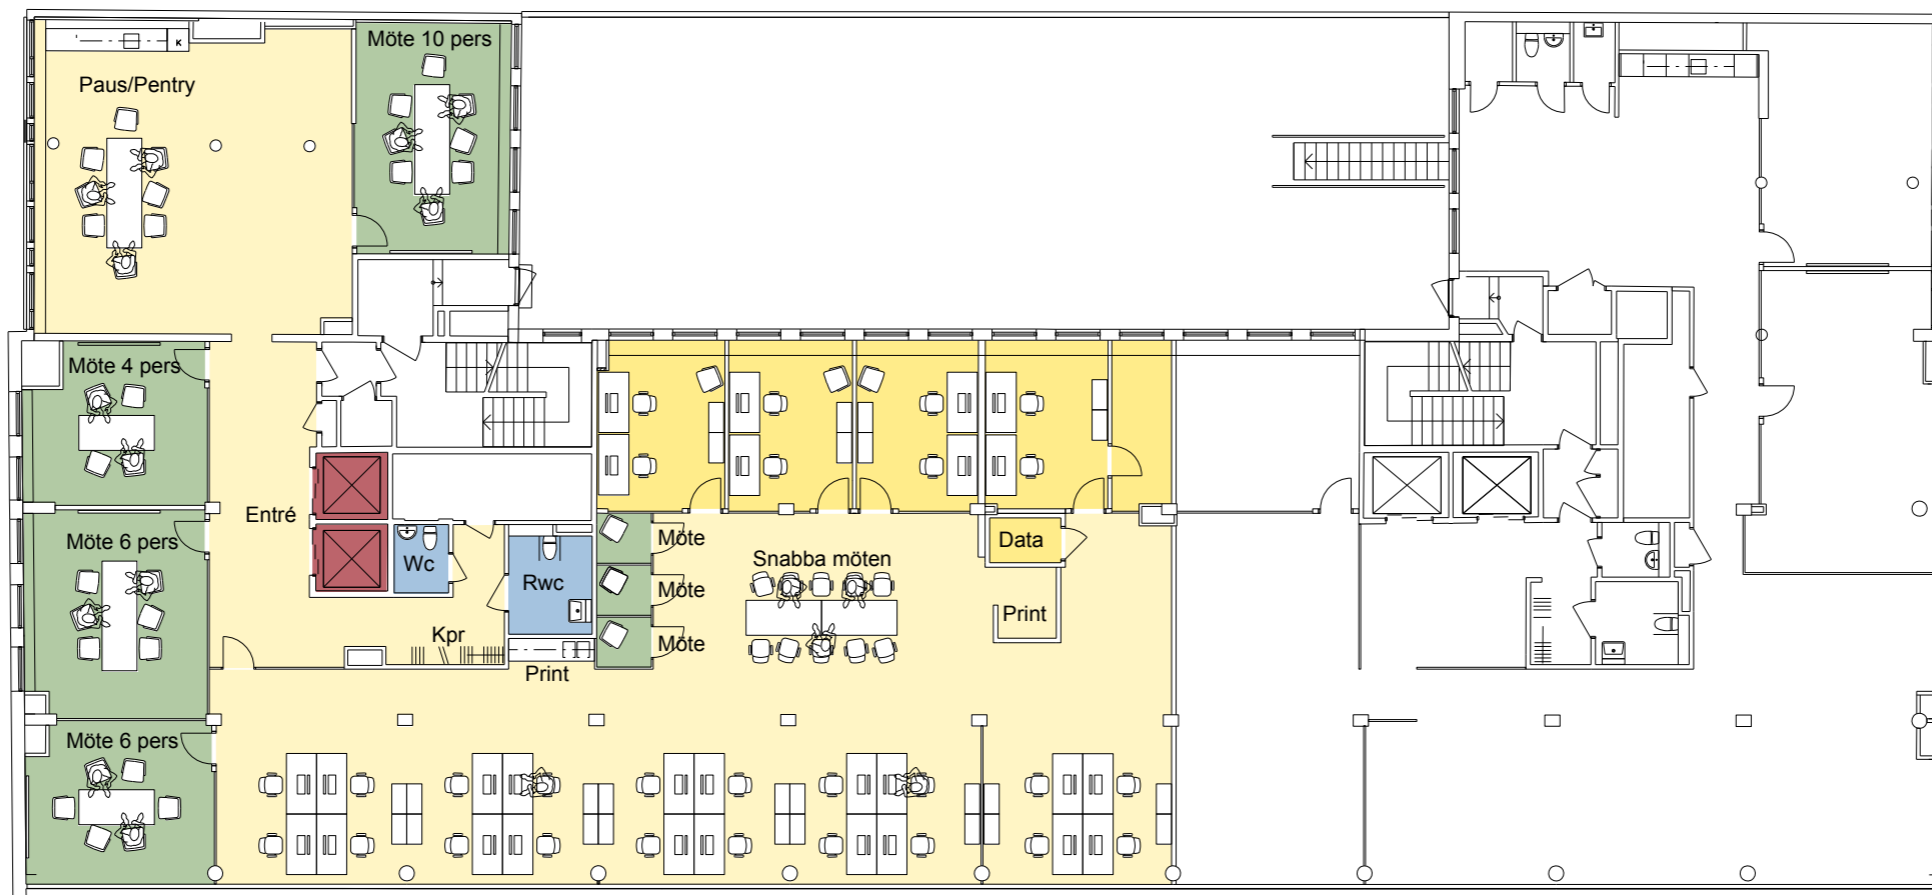 Möte 10 pers
K
Paus/Pentry
Möte 4 pers
Entré
Möte 6 pers
Wc
Rwc
Möte
Möte
Möte
Snabba möten
Data
Print
Kpr
Print
Möte 6 pers